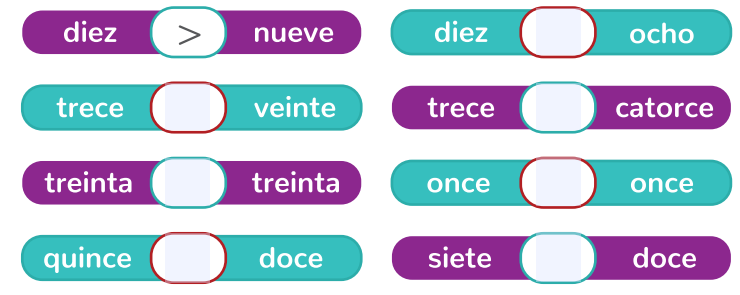 diez > nueve
diez ocho
trece veinte
trece catorce
treinta treinta
once once
quince doce
siete doce